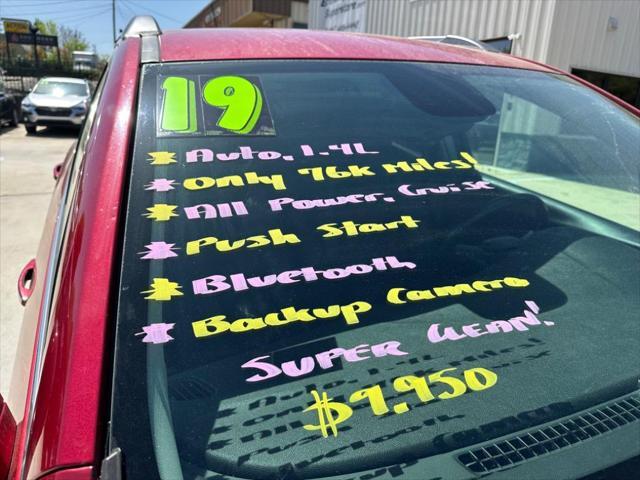 19
Auto, 1.4L
Only 76k Miles!
All Power, Cruise
Push Start
Bluetooth
Backup Camera
Super Clean!
$9,950